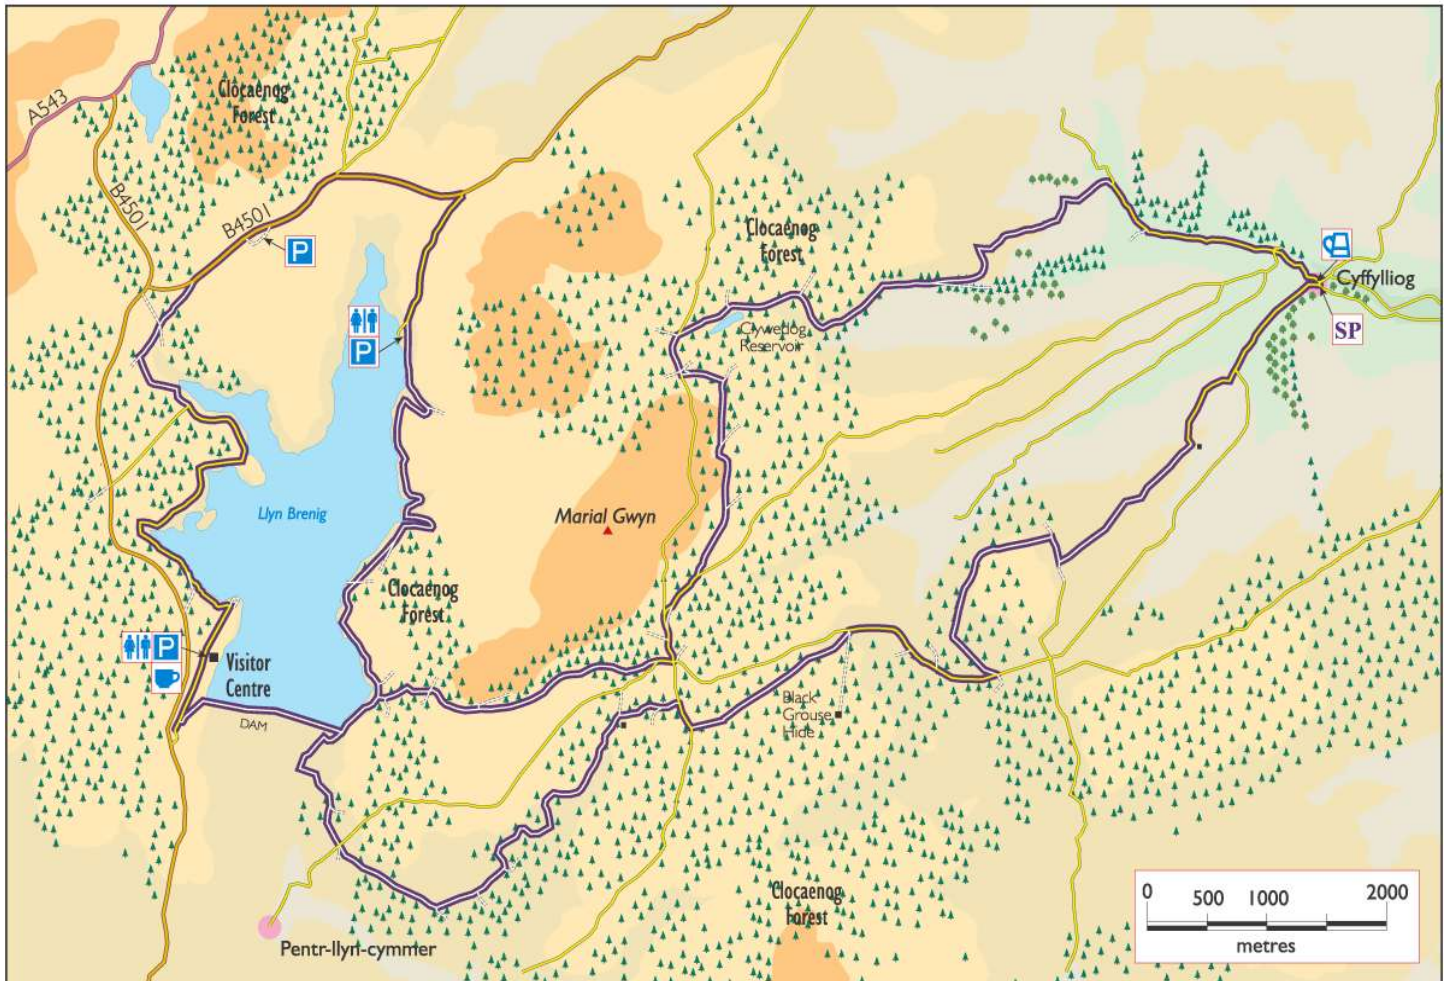 A543
Clocaenog
Forest
B4501
B4501
P
P
Clocaenog
Forest
Cyffylliog
SP
Clywedog
Reservoir
Llyn Brenig
Marial Gwyn
Clocaenog
Forest
P
Visitor
Centre
DAM
Black
Grouse
Hide
Clocaenog
Forest
Pentr-llyn-cymmer
0 500 1000 2000
metres